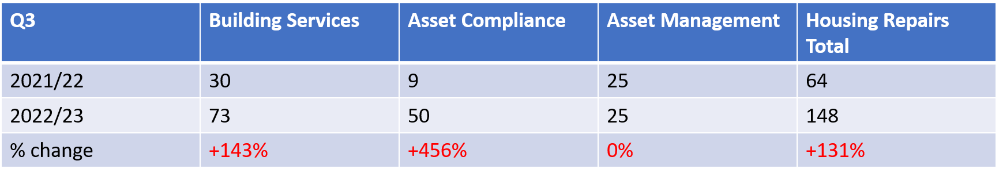 Q3 Building Services Asset Compliance Asset Management Housing Repairs
Total
2021/22 30 9 25 64
2022/23 73 50 25 148
% change +143% +456% 0% +131%